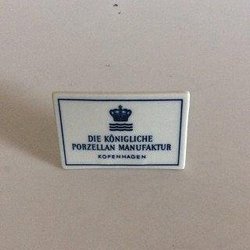 DIE KÖNIGLICHE
PORZELLAN MANUFAKTUR
KOPENHAGEN